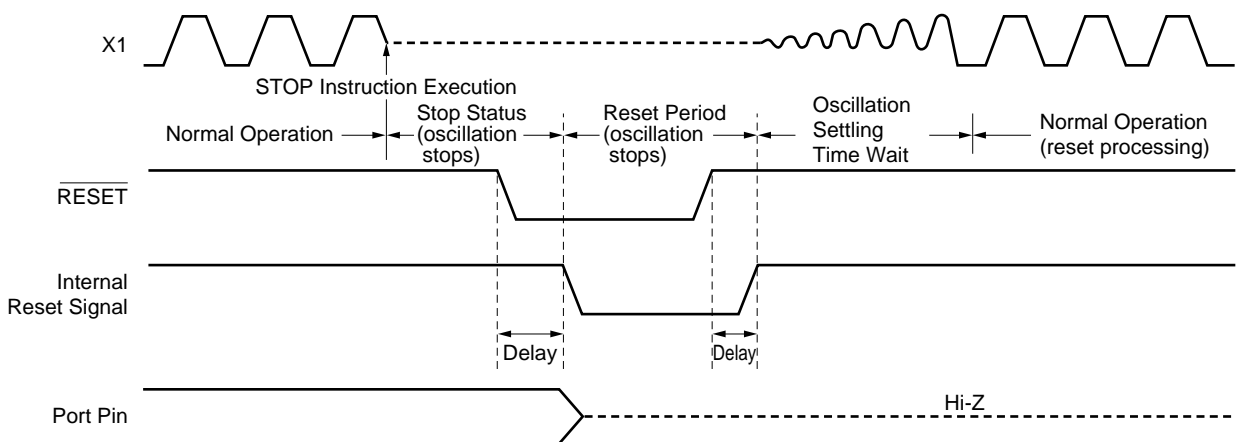 X1
STOP Instruction Execution
Normal Operation
Stop Status
(oscillation
stops)
Reset Period
(oscillation
stops)
Oscillation
Settling
Time Wait
Normal Operation
(reset processing)
RESET
Internal
Reset Signal
Delay
Delay
Port Pin
Hi-Z